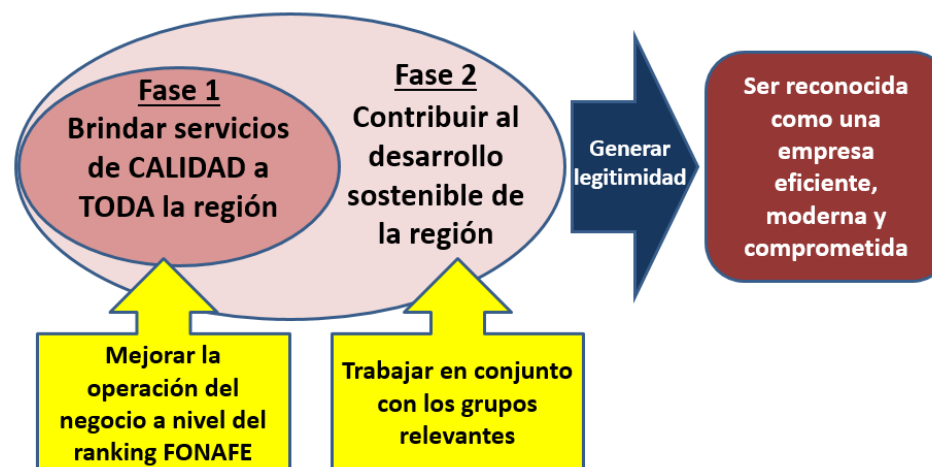 Fase 1
Brindar servicios
de CALIDAD a
TODA la región
Fase 2
Contribuir al
desarrollo
sostenible de
la región
Generar
legitimidad
Ser reconocida
como una
empresa
eficiente,
moderna y
comprometida
Mejorar la
operación del
negocio a nivel del
ranking FONAFE
Trabajar en conjunto
con los grupos
relevantes